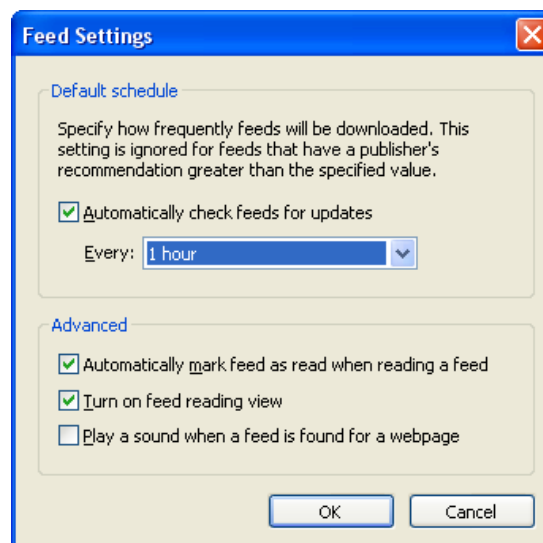 Feed Settings
Default schedule
Specify how frequently feeds will be downloaded. This
setting is ignored for feeds that have a publisher's
recommendation greater than the specified value.
Automatically check feeds for updates
Every: 1 hour
Advanced
Automatically mark feed as read when reading a feed
Turn on feed reading view
Play a sound when a feed is found for a webpage
OK Cancel